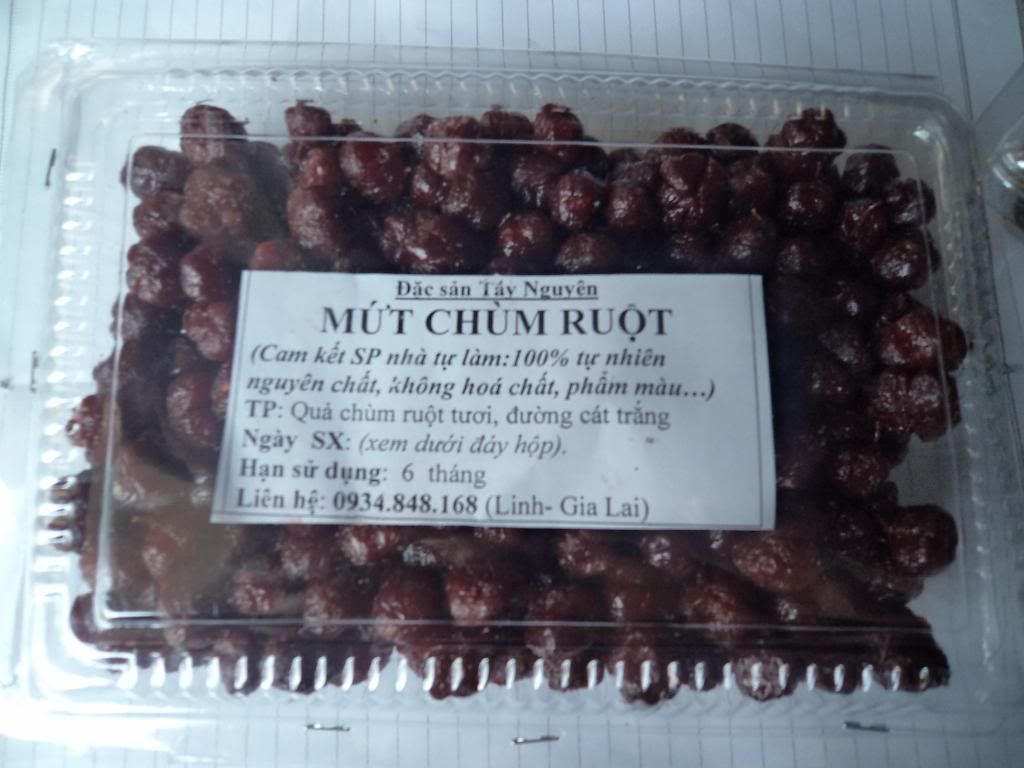 Đặc sản Tây Nguyên
MỨT CHÙM RUỘT
(Cam kết SP nhà tự làm:100% tự nhiên
nguyên chất, không hoá chất, phẩm màu...)
TP: Quả chùm ruột tươi, đường cát trắng
Ngày SX: (xem dưới đáy hộp).
Hạn sử dụng: 6 tháng
Liên hệ: 0934.848.168 (Linh- Gia Lai)